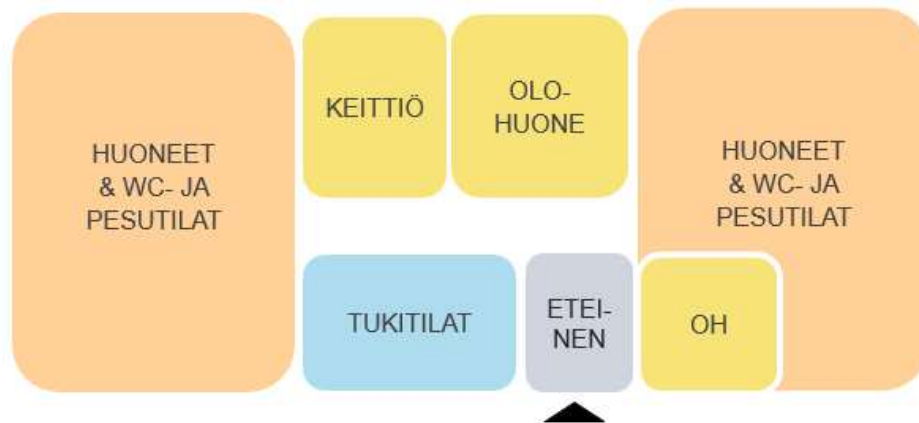 HUONEET
& WC- JA
PESUTILAT
KEITTIÖ
OLO-
HUONE
HUONEET
& WC- JA
PESUTILAT
TUKITILAT
ETEI-
NEN
OH